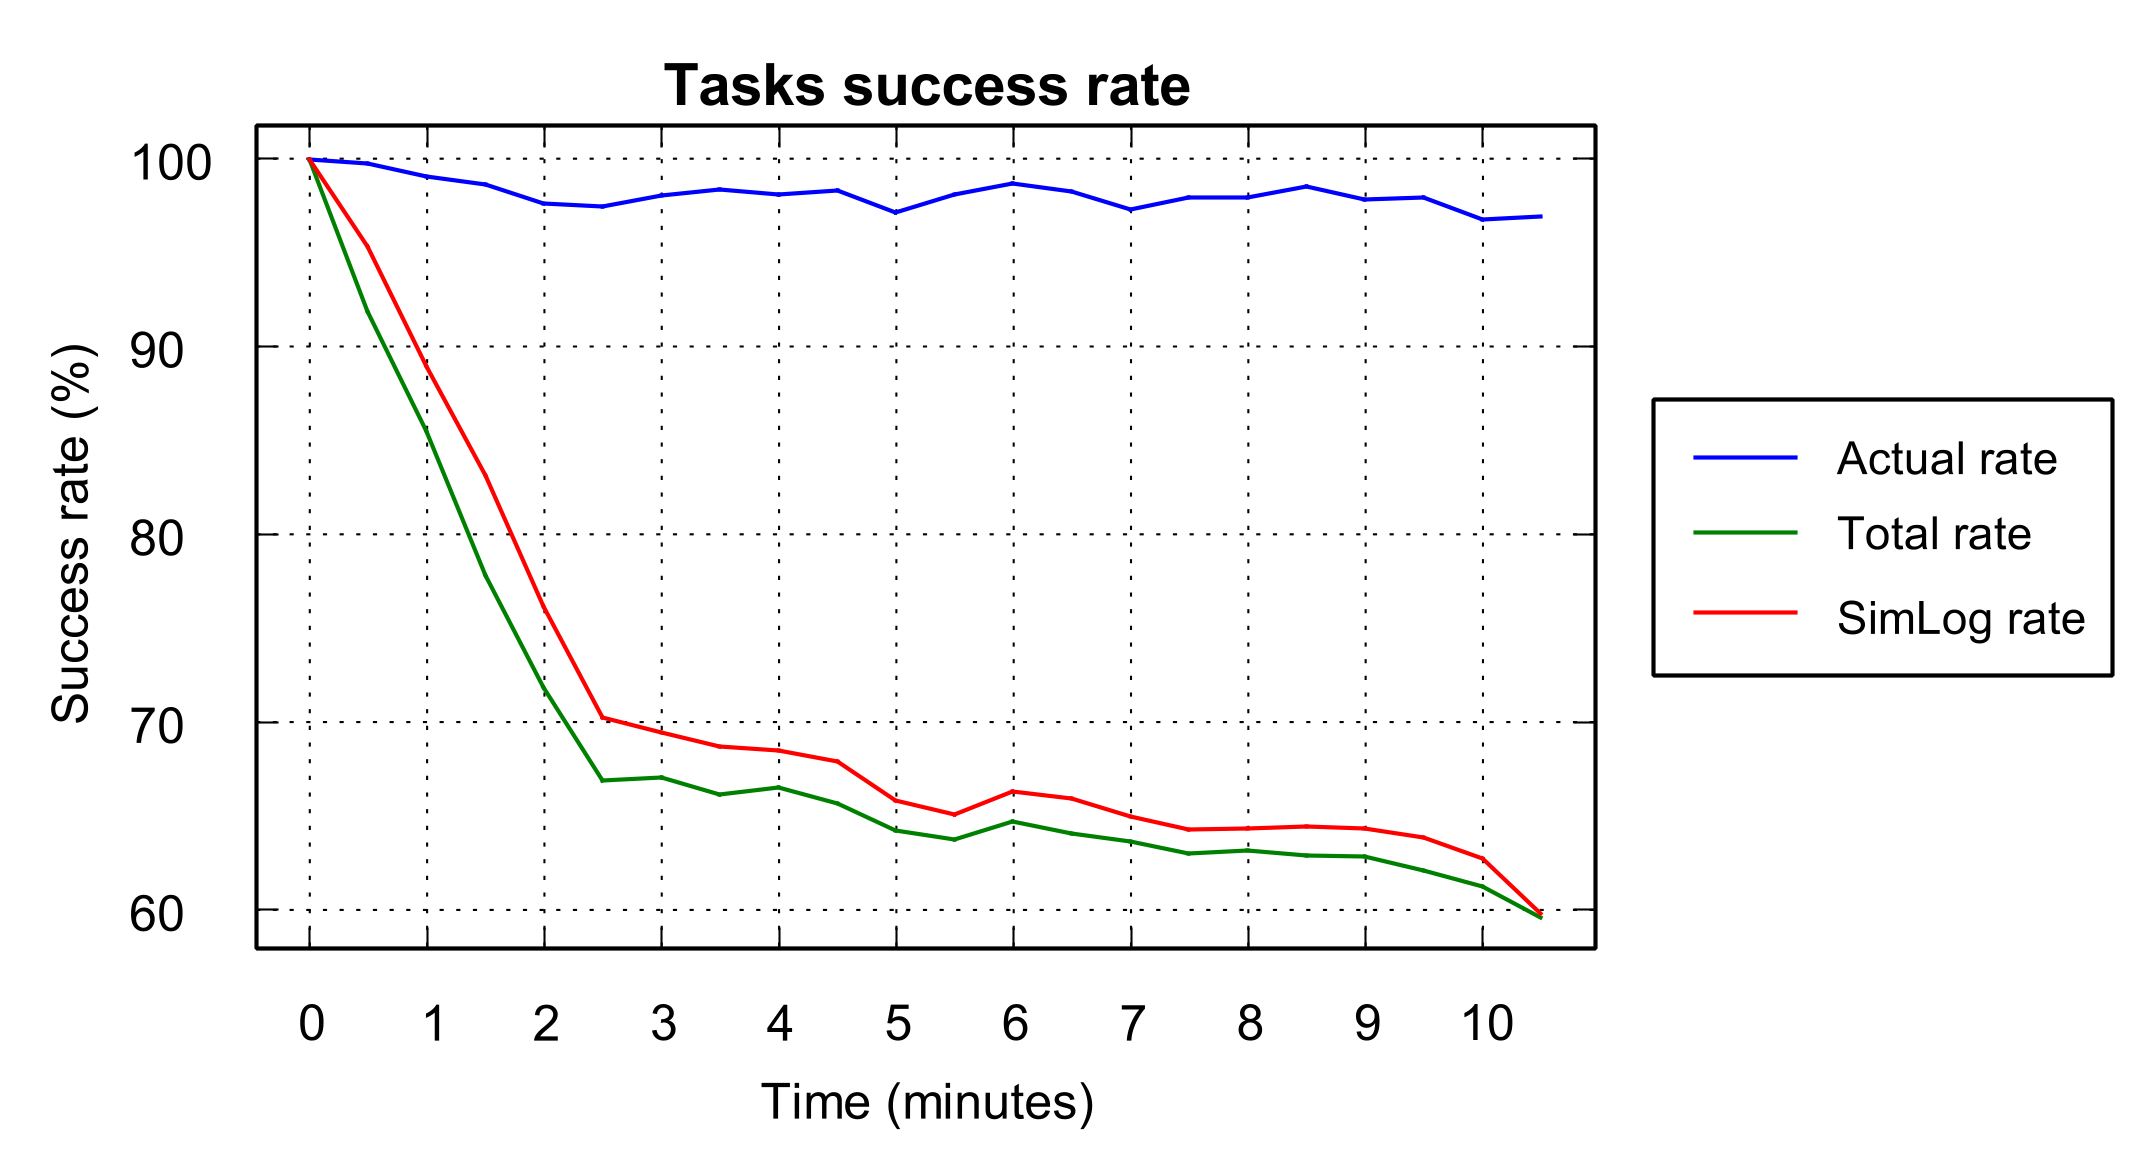 Tasks success rate
100
90
80
70
60
Success rate (%)
0 1 2 3 4 5 6 7 8 9 10
Time (minutes)
Actual rate
Total rate
SimLog rate